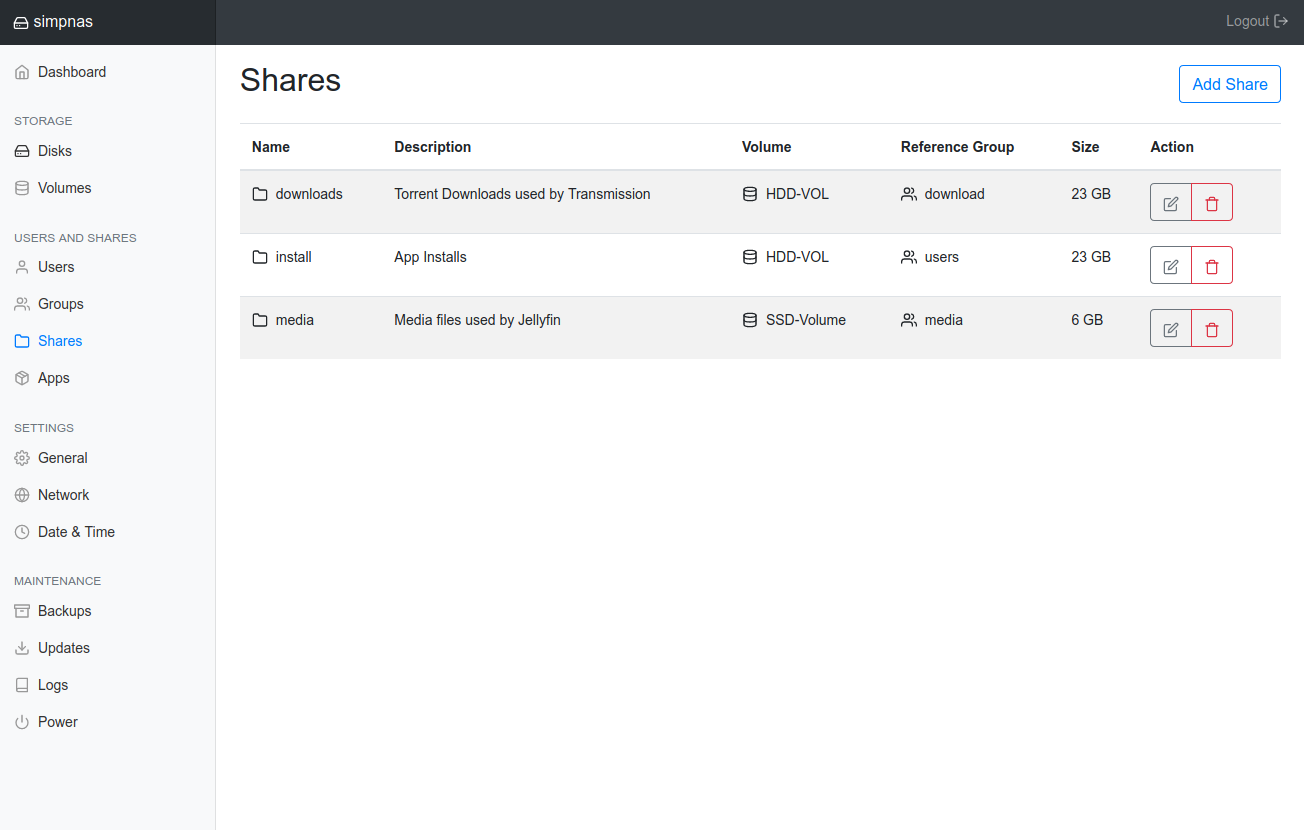 simpnas
Logout
Dashboard
STORAGE
Disks
Volumes
USERS AND SHARES
Users
Groups
Shares
Apps
SETTINGS
General
Network
Date & Time
MAINTENANCE
Backups
Updates
Logs
Power
Shares
Add Share
Name Description Volume Reference Group Size Action
downloads Torrent Downloads used by Transmission HDD-VOL download 23 GB
install App Installs HDD-VOL users 23 GB
media Media files used by Jellyfin SSD-Volume media 6 GB